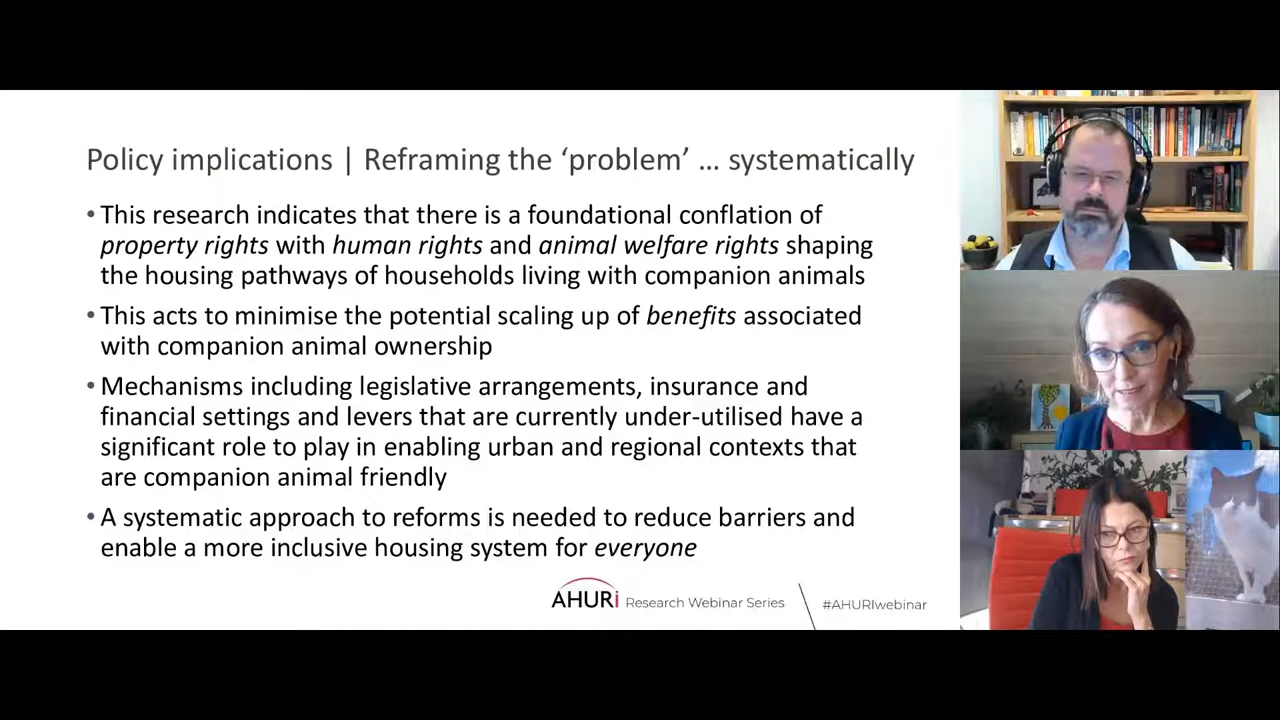 Policy implications | Reframing the ‘problem’ … systematically
• This research indicates that there is a foundational conflation of
property rights with human rights and animal welfare rights shaping
the housing pathways of households living with companion animals
• This acts to minimise the potential scaling up of benefits associated
with companion animal ownership
• Mechanisms including legislative arrangements, insurance and
financial settings and levers that are currently under-utilised have a
significant role to play in enabling urban and regional contexts that
are companion animal friendly
• A systematic approach to reforms is needed to reduce barriers and
enable a more inclusive housing system for everyone
AHURI Research Webinar Series #AHURIwebinar